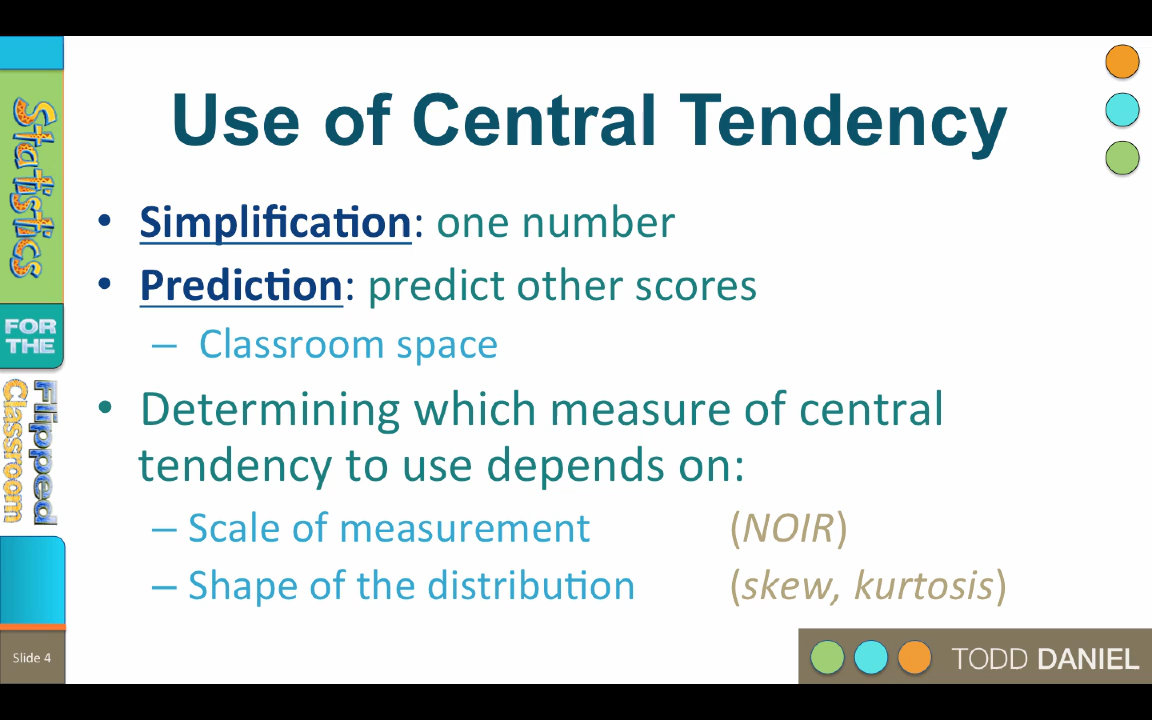 Use of Central Tendency
• Simplification: one number
• Prediction: predict other scores
– Classroom space
• Determining which measure of central
tendency to use depends on:
– Scale of measurement (NOIR)
– Shape of the distribution (skew, kurtosis)
Statistics
FOR
THE
Flipped
Classroom
Slide 4
TODD DANIEL